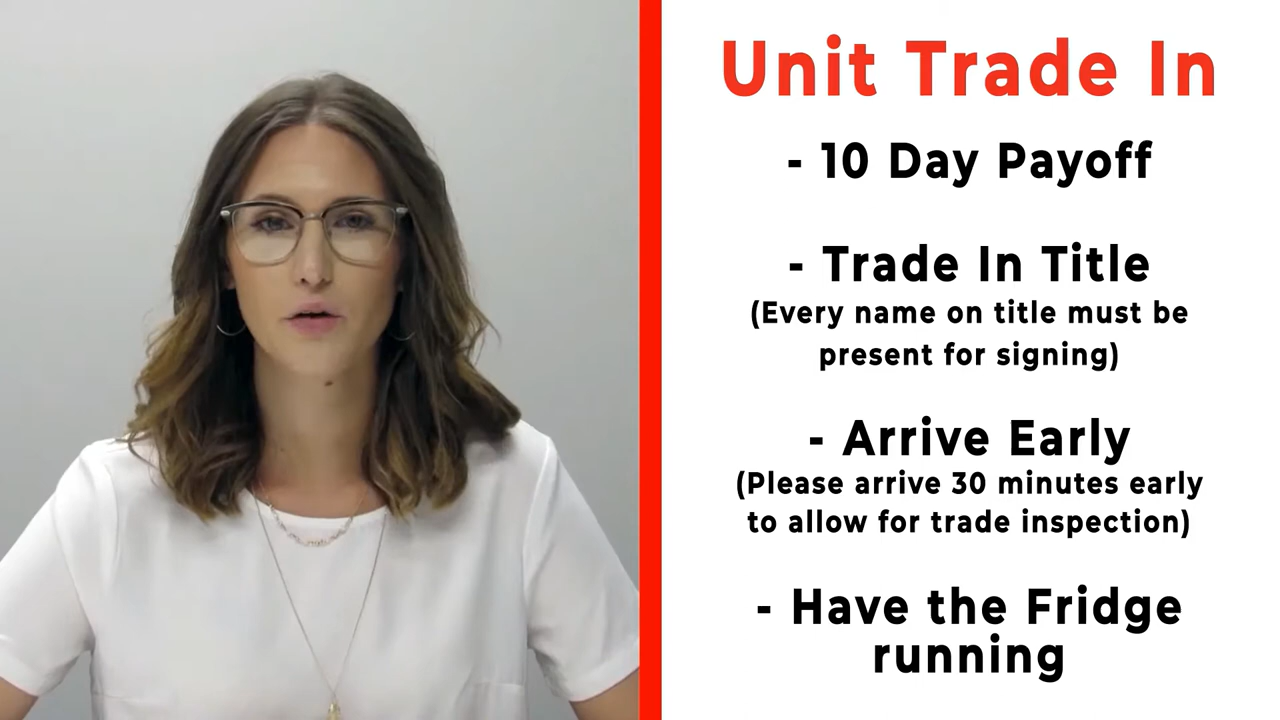 Unit Trade In
- 10 Day Payoff
- Trade In Title
(Every name on title must be
present for signing)
- Arrive Early
(Please arrive 30 minutes early
to allow for trade inspection)
- Have the Fridge
running